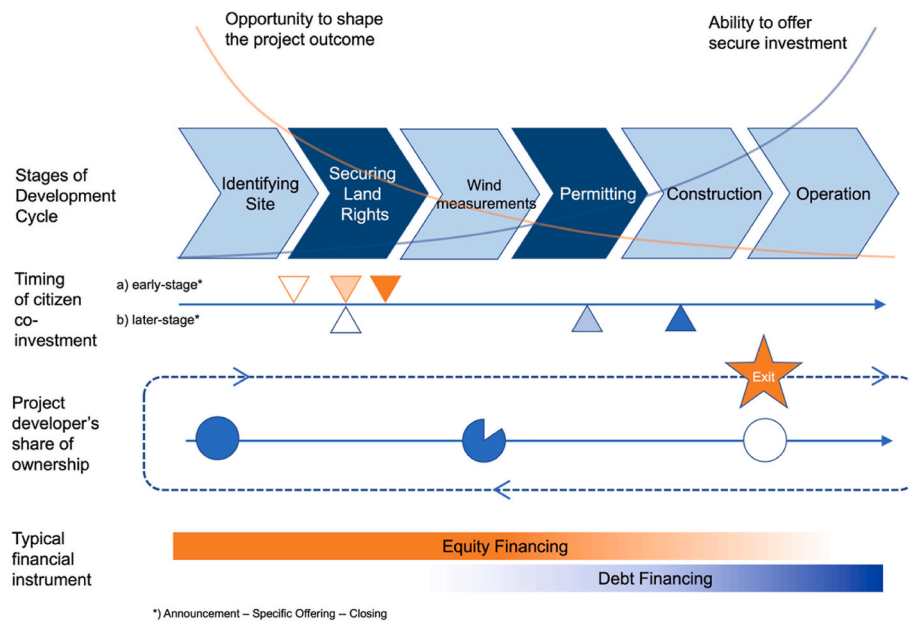 Opportunity to shape
the project outcome
Ability to offer
secure investment
Stages of
Development
Cycle
Identifying
Site
Securing
Land
Rights
Wind
measurements
Permitting
Construction
Operation
Timing
of citizen
co-
investment
a) early-stage*
b) later-stage*
Project
developer's
share of
ownership
Exit
Typical
financial
instrument
Equity Financing
Debt Financing
*) Announcement – Specific Offering -- Closing